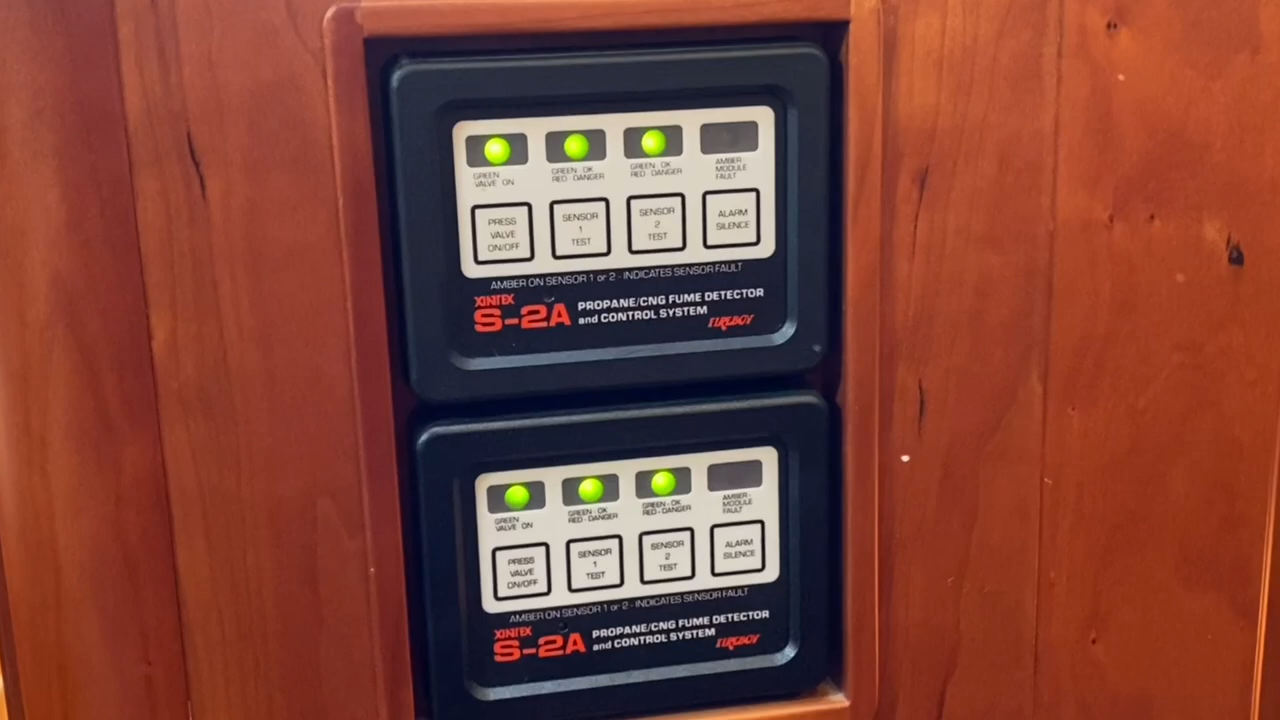 GREEN
VALVE ON
GREEN - OK
RED - DANGER
GREEN - OK
RED - DANGER
AMBER -
MODULE
FAULT
PRESS
VALVE
ON/OFF
SENSOR
1
TEST
SENSOR
2
TEST
ALARM
SILENCE
AMBER ON SENSOR 1 or 2 - INDICATES SENSOR FAULT
XINTEX
S-2A
PROPANE/CNG FUME DETECTOR
and CONTROL SYSTEM
FIREBOY
GREEN
VALVE ON
GREEN - OK
RED - DANGER
GREEN - OK
RED - DANGER
AMBER -
MODULE
FAULT
PRESS
VALVE
ON/OFF
SENSOR
1
TEST
SENSOR
2
TEST
ALARM
SILENCE
AMBER ON SENSOR 1 or 2 - INDICATES SENSOR FAULT
XINTEX
S-2A
PROPANE/CNG FUME DETECTOR
and CONTROL SYSTEM
FIREBOY